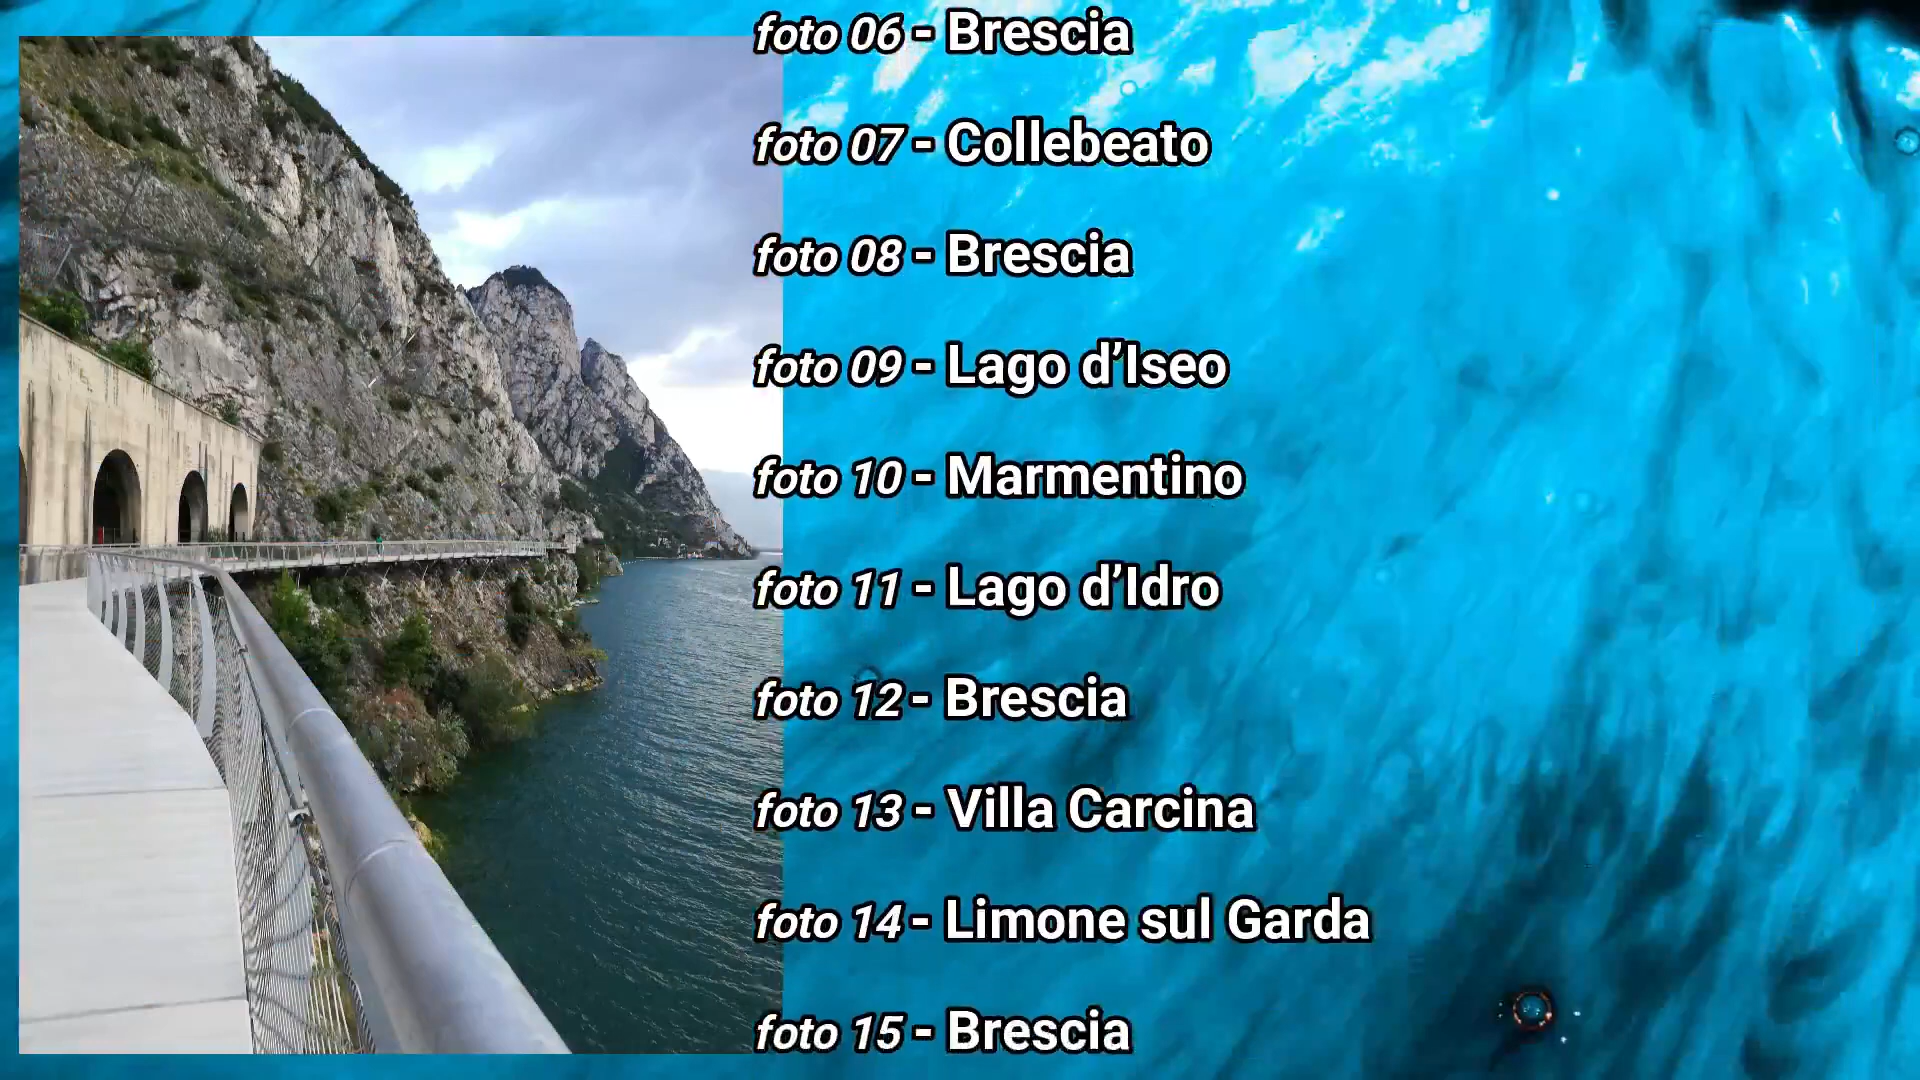 foto 06 - Brescia
foto 07 - Collebeato
foto 08 - Brescia
foto 09 - Lago d’Iseo
foto 10 - Marmentino
foto 11 - Lago d’Idro
foto 12 - Brescia
foto 13 - Villa Carcina
foto 14 - Limone sul Garda
foto 15 - Brescia